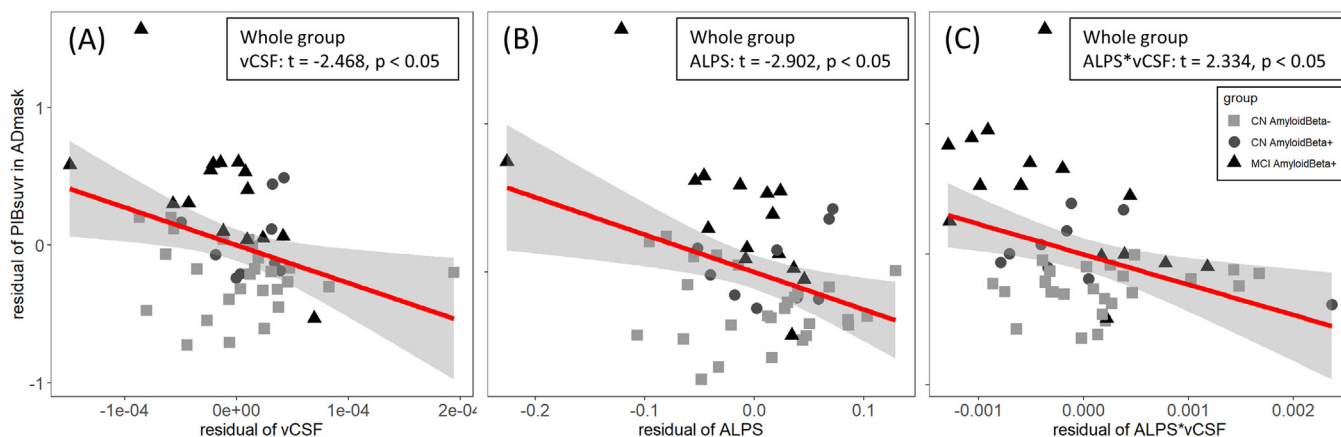 (A)
Whole group
vCSF: t = -2.468, p < 0.05
(B)
Whole group
ALPS: t = -2.902, p < 0.05
(C)
Whole group
ALPS*vCSF: t = 2.334, p < 0.05
group
CN AmyloidBeta-
CN AmyloidBeta+
MCI AmyloidBeta+
residual of PIBsuvr in ADmask
1
0
-1
-1e-04
0e+00
1e-04
2e-04
residual of vCSF
-0.2
-0.1
0.0
0.1
residual of ALPS
-0.001
0.000
0.001
0.002
residual of ALPS*vCSF